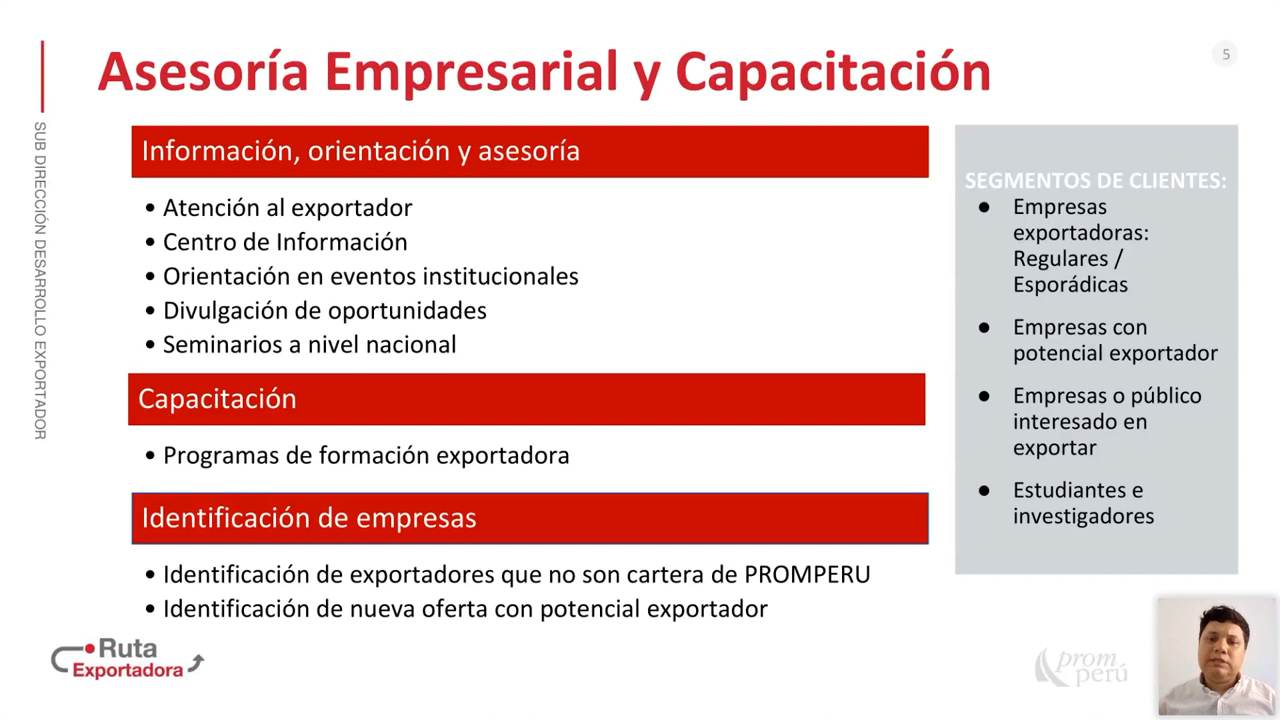 Asesoría Empresarial y Capacitación
5
SUB DIRECCIÓN DESARROLLO EXPORTADOR
Información, orientación y asesoría
• Atención al exportador
• Centro de Información
• Orientación en eventos institucionales
• Divulgación de oportunidades
• Seminarios a nivel nacional
Capacitación
• Programas de formación exportadora
Identificación de empresas
• Identificación de exportadores que no son cartera de PROMPERU
• Identificación de nueva oferta con potencial exportador
SEGMENTOS DE CLIENTES:
● Empresas
exportadoras:
Regulares /
Esporádicas
● Empresas con
potencial exportador
● Empresas o público
interesado en
exportar
● Estudiantes e
investigadores
Ruta
Exportadora
prom
perú